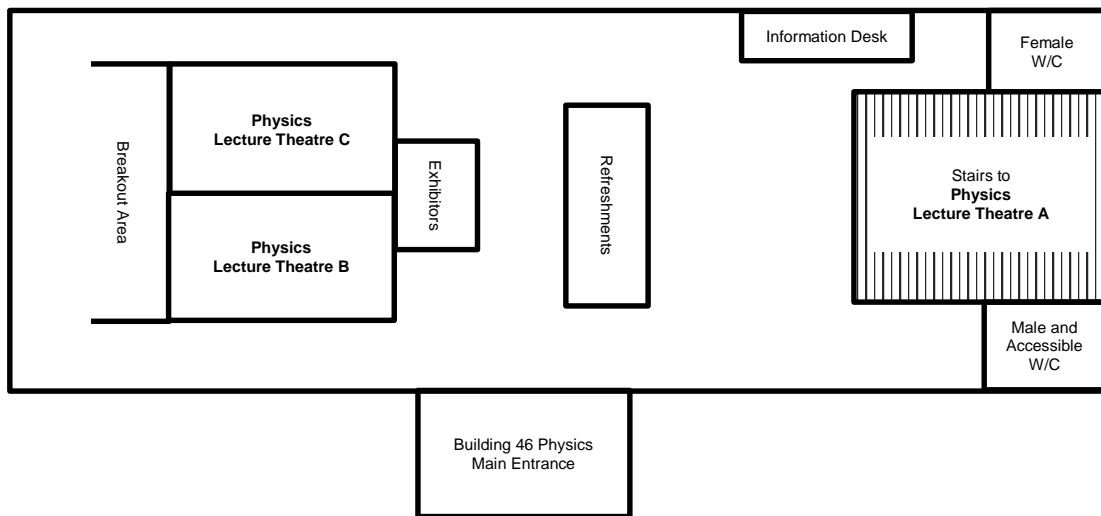 Information Desk
Female
W/C
Breakout Area
Physics
Lecture Theatre C
Exhibitors
Refreshments
Stairs to
Physics
Lecture Theatre A
Physics
Lecture Theatre B
Male and
Accessible
W/C
Building 46 Physics
Main Entrance